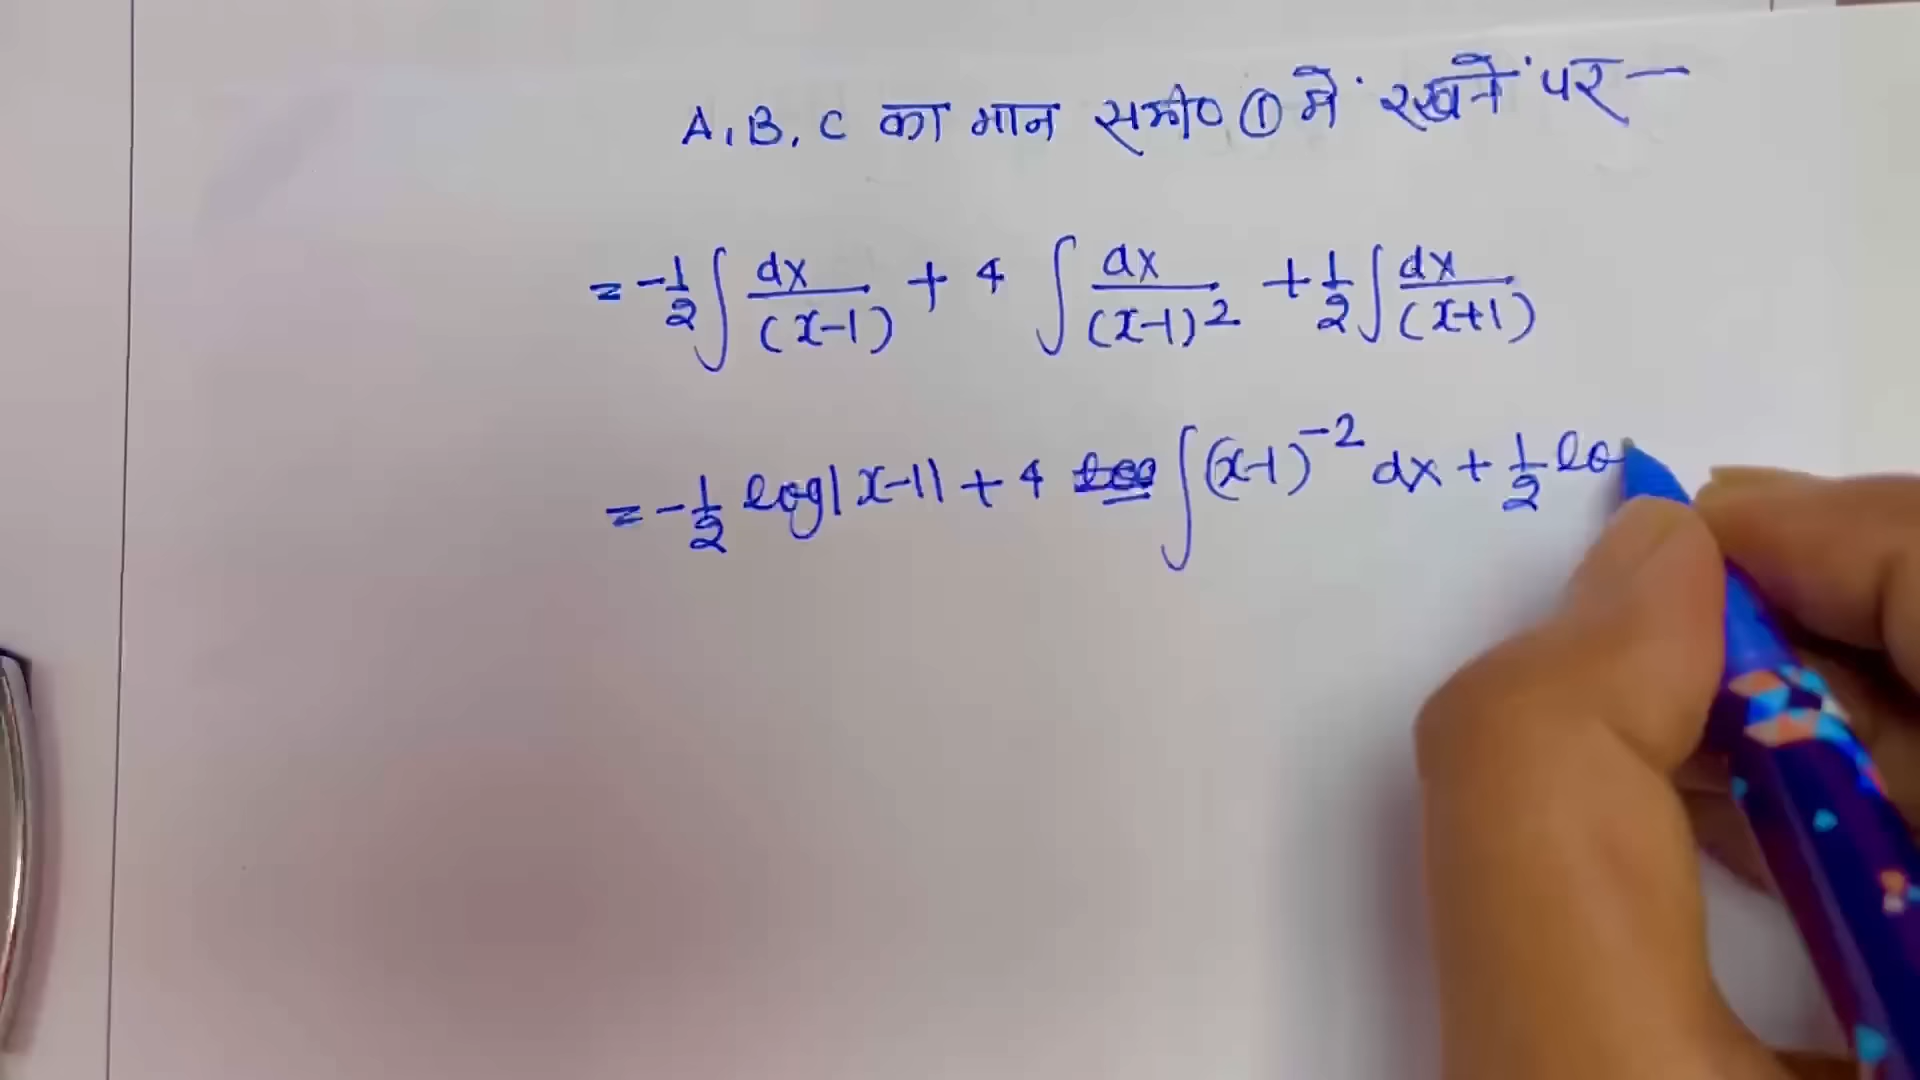 A, B, C का मान समी० ① में रखने पर—
= -1/2 ∫ dx/(x-1) + 4 ∫ dx/(x-1)² + 1/2 ∫ dx/(x+1)
= -1/2 log|x-1| + 4 ∫ (x-1)⁻² dx + 1/2 lo